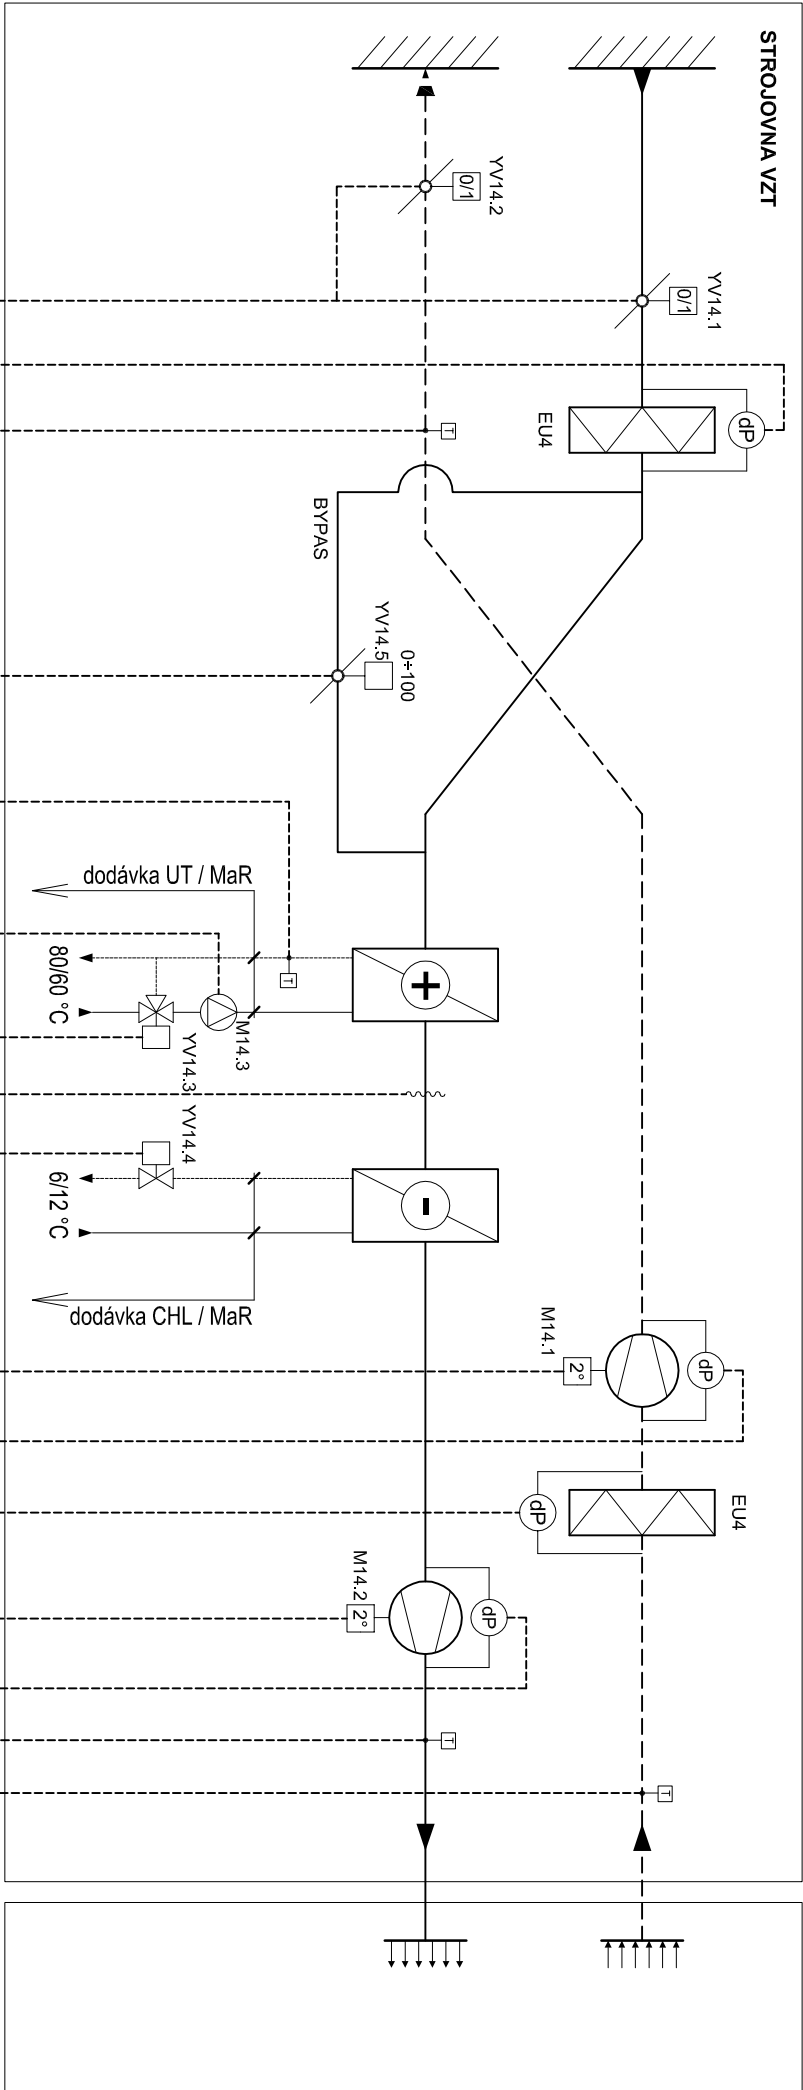 STROJOVNA VZT
YV14.2
0/1
YV14.1
0/1
dP
EU4
T
BYPAS
YV14.5
0÷100
dodávka UT / MaR
80/60 °C
T
M14.3
YV14.3
+
YV14.4
6/12 °C
-
dodávka CHL / MaR
M14.1
2°
dP
EU4
dP
M14.2
2°
dP
T
T